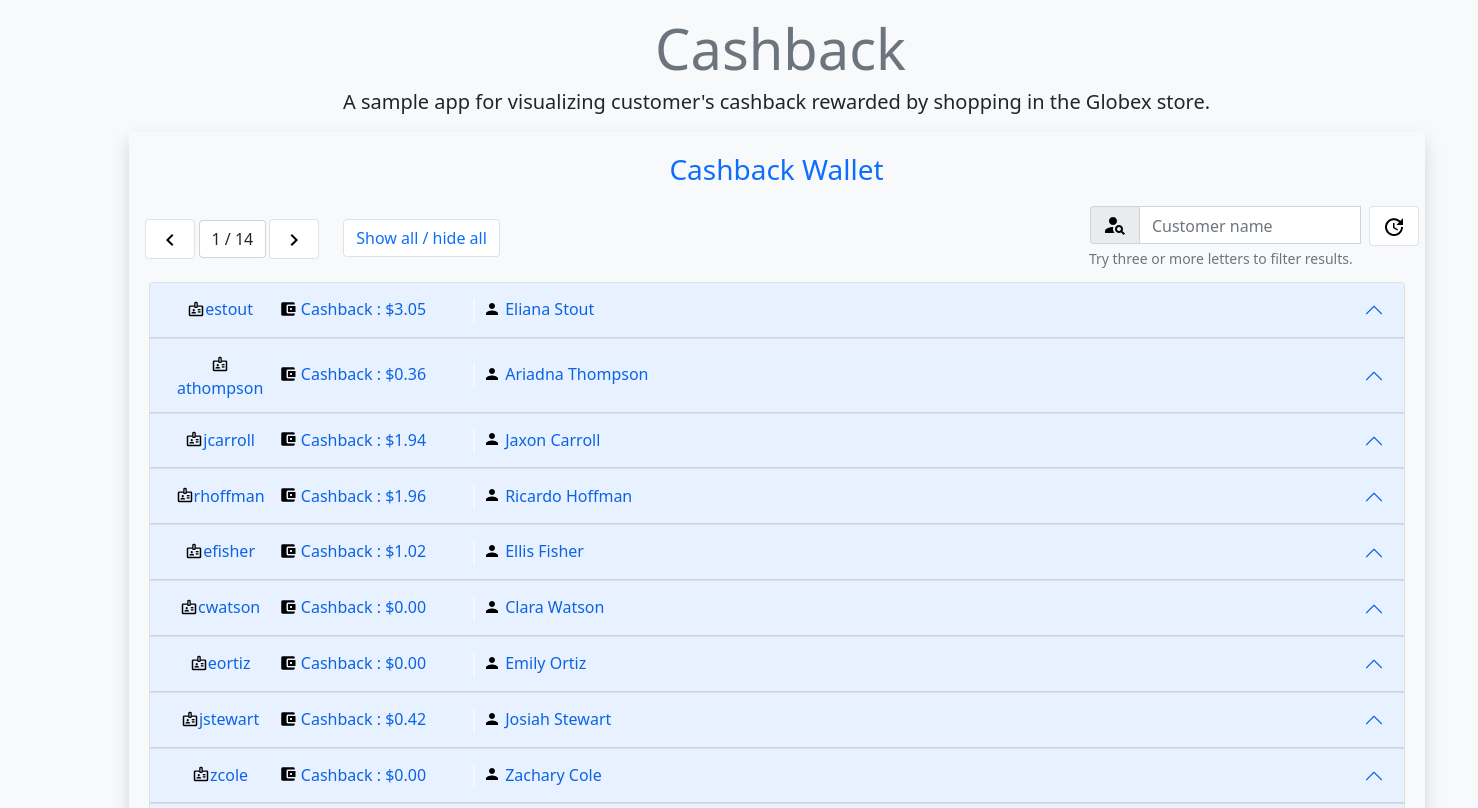 Cashback
A sample app for visualizing customer's cashback rewarded by shopping in the Globex store.
Cashback Wallet
1 / 14 Show all / hide all Customer name
Try three or more letters to filter results.
estout Cashback : $3.05 Eliana Stout
athompson Cashback : $0.36 Ariadna Thompson
jcarroll Cashback : $1.94 Jaxon Carroll
rhoffman Cashback : $1.96 Ricardo Hoffman
efisher Cashback : $1.02 Ellis Fisher
cwatson Cashback : $0.00 Clara Watson
eortiz Cashback : $0.00 Emily Ortiz
jstewart Cashback : $0.42 Josiah Stewart
zcole Cashback : $0.00 Zachary Cole